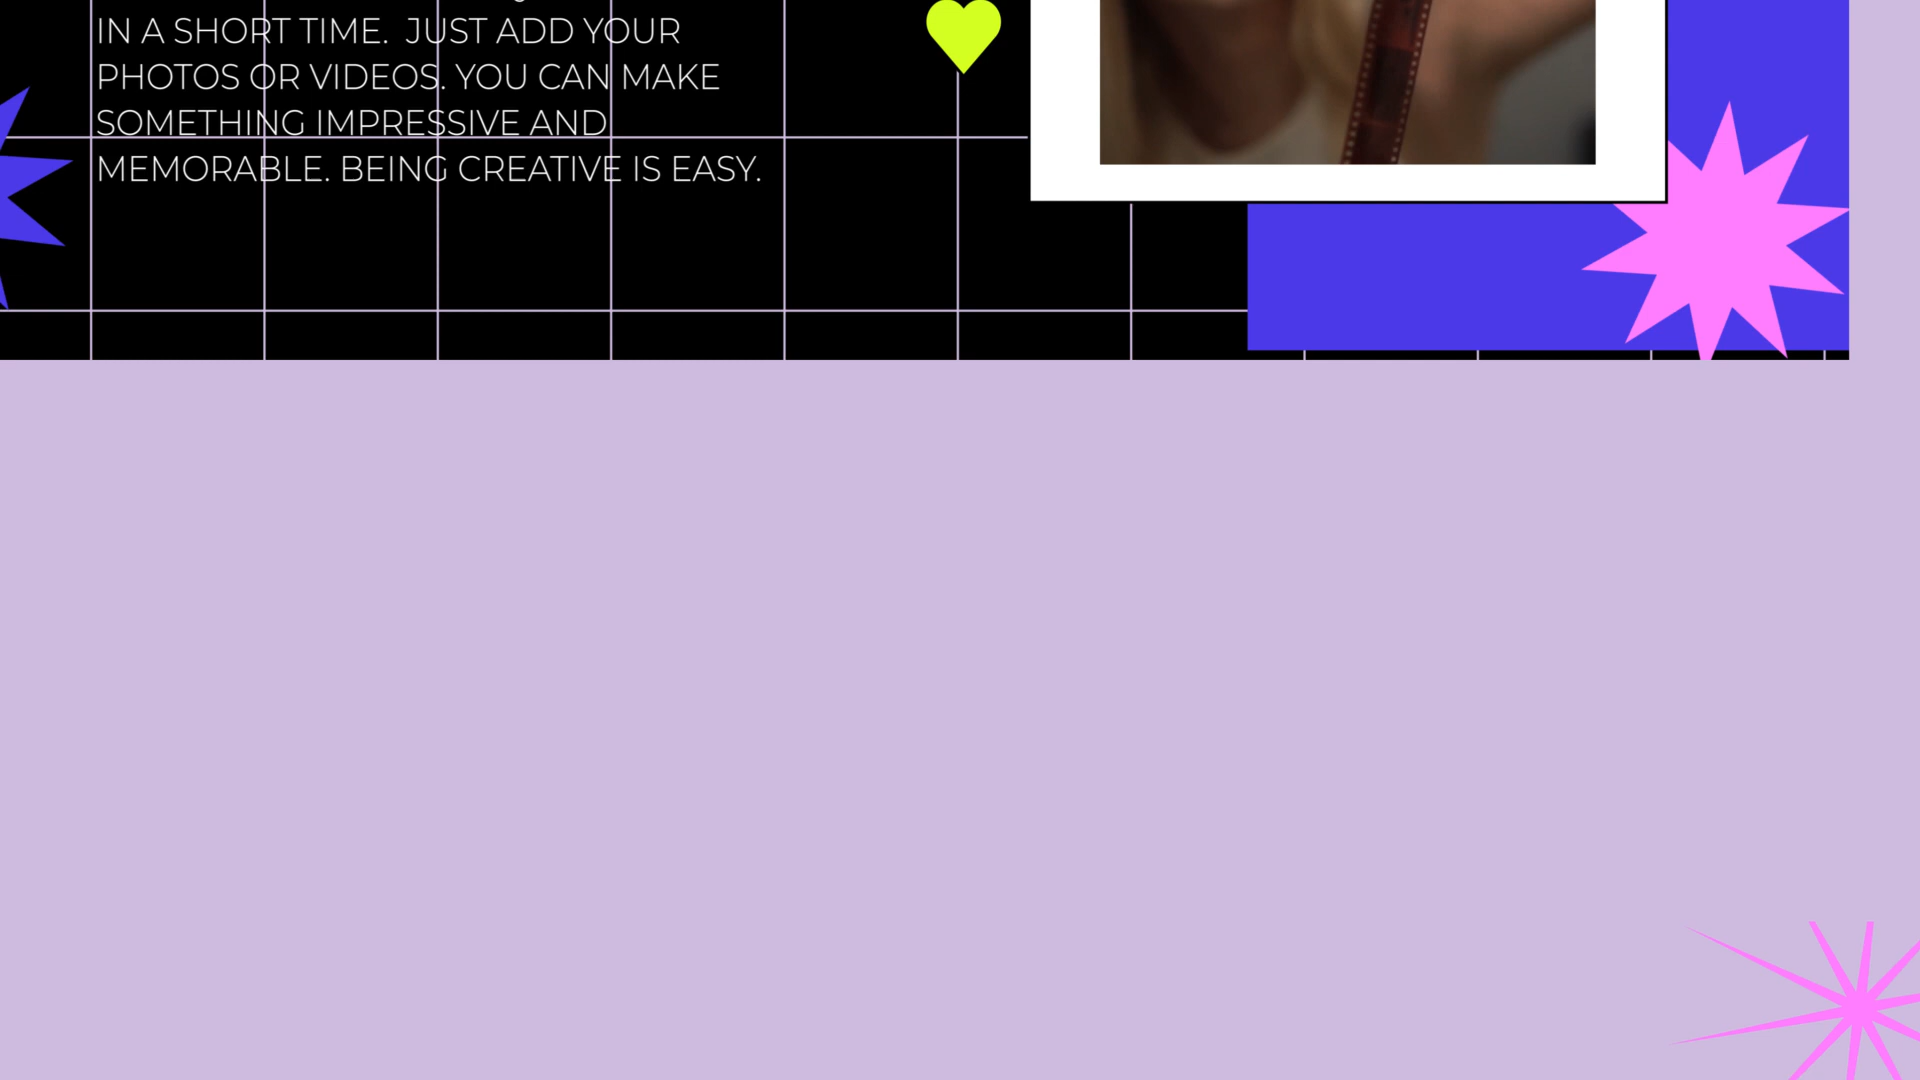 IN A SHORT TIME.  JUST ADD YOUR
PHOTOS OR VIDEOS. YOU CAN MAKE
SOMETHING IMPRESSIVE AND
MEMORABLE. BEING CREATIVE IS EASY.